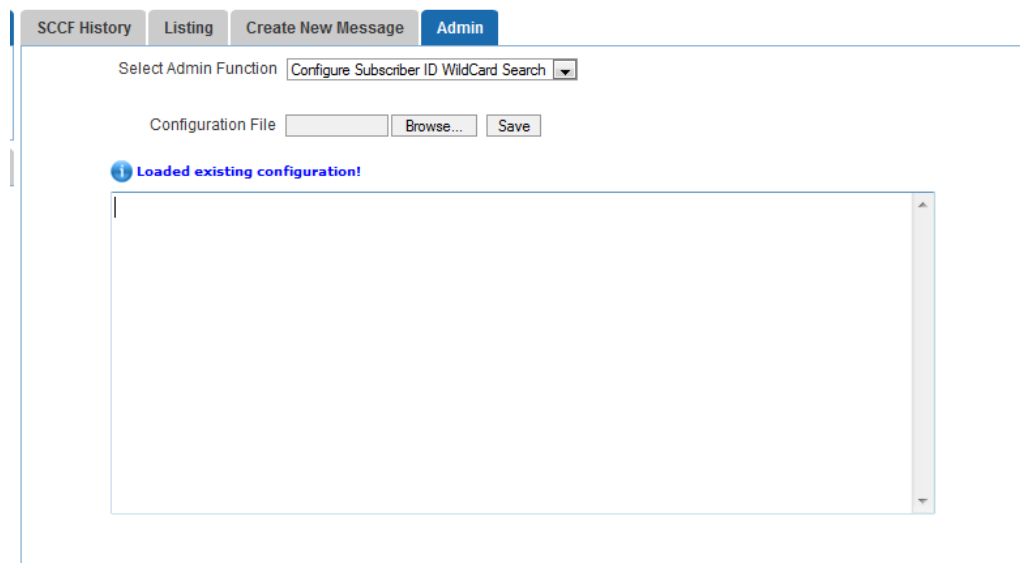 SCCF History Listing Create New Message Admin
Select Admin Function Configure Subscriber ID WildCard Search
Configuration File Browse... Save
Loaded existing configuration!